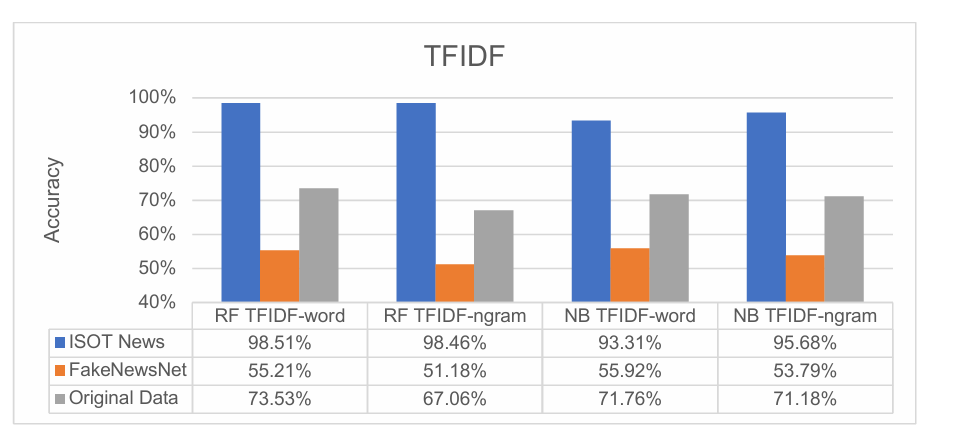 TFIDF
Accuracy
100%
90%
80%
70%
60%
50%
40%
RF TFIDF-word RF TFIDF-ngram NB TFIDF-word NB TFIDF-ngram
ISOT News 98.51% 98.46% 93.31% 95.68%
FakeNewsNet 55.21% 51.18% 55.92% 53.79%
Original Data 73.53% 67.06% 71.76% 71.18%